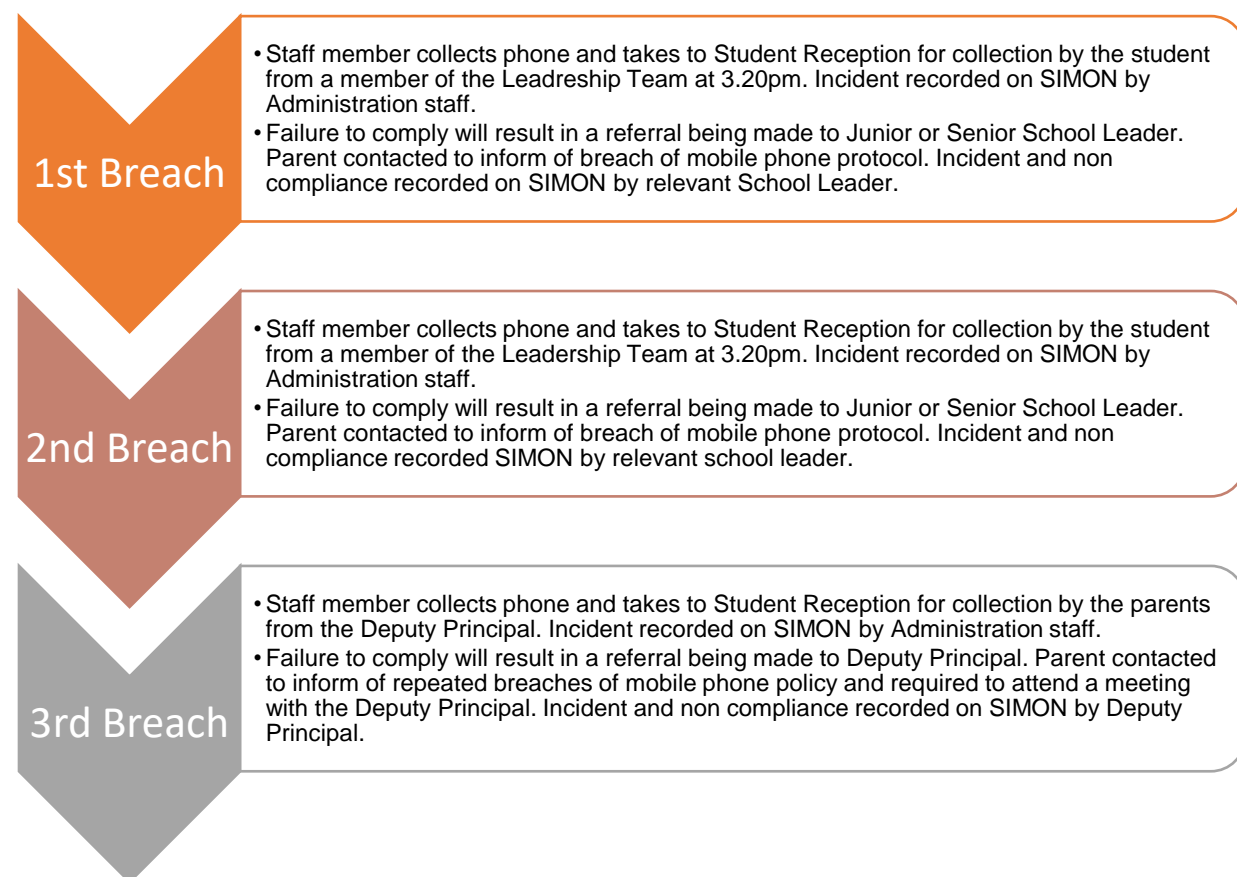 1st Breach
• Staff member collects phone and takes to Student Reception for collection by the student
from a member of the Leadreship Team at 3.20pm. Incident recorded on SIMON by
Administration staff.
• Failure to comply will result in a referral being made to Junior or Senior School Leader.
Parent contacted to inform of breach of mobile phone protocol. Incident and non
compliance recorded on SIMON by relevant School Leader.
2nd Breach
• Staff member collects phone and takes to Student Reception for collection by the student
from a member of the Leadership Team at 3.20pm. Incident recorded on SIMON by
Administration staff.
• Failure to comply will result in a referral being made to Junior or Senior School Leader.
Parent contacted to inform of breach of mobile phone protocol. Incident and non
compliance recorded SIMON by relevant school leader.
3rd Breach
• Staff member collects phone and takes to Student Reception for collection by the parents
from the Deputy Principal. Incident recorded on SIMON by Administration staff.
• Failure to comply will result in a referral being made to Deputy Principal. Parent contacted
to inform of repeated breaches of mobile phone policy and required to attend a meeting
with the Deputy Principal. Incident and non compliance recorded on SIMON by Deputy
Principal.